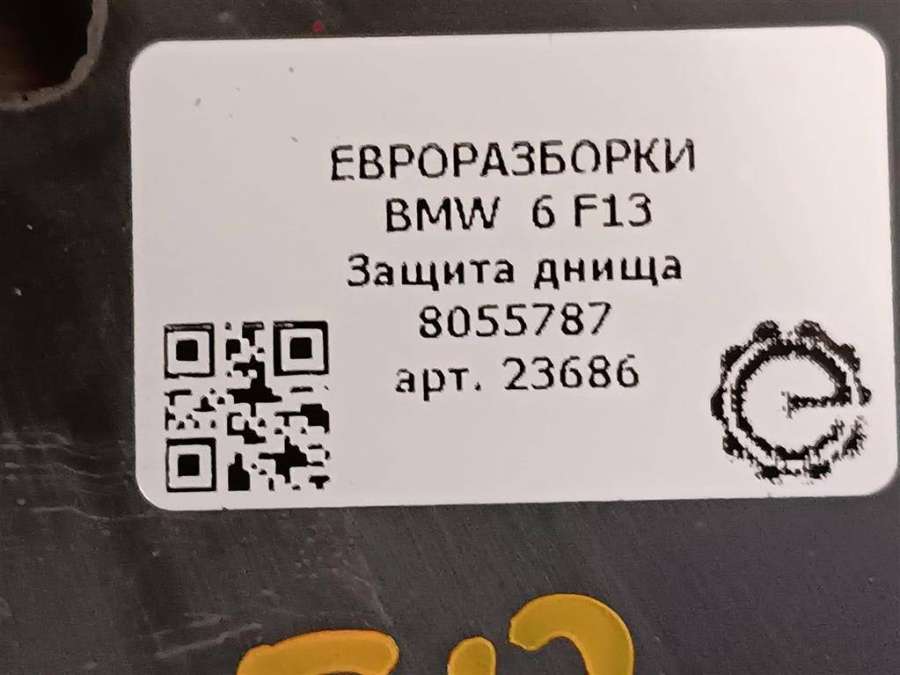 ЕВРОРАЗБОРКИ
BMW 6 F13
Защита днища
8055787
арт. 23686